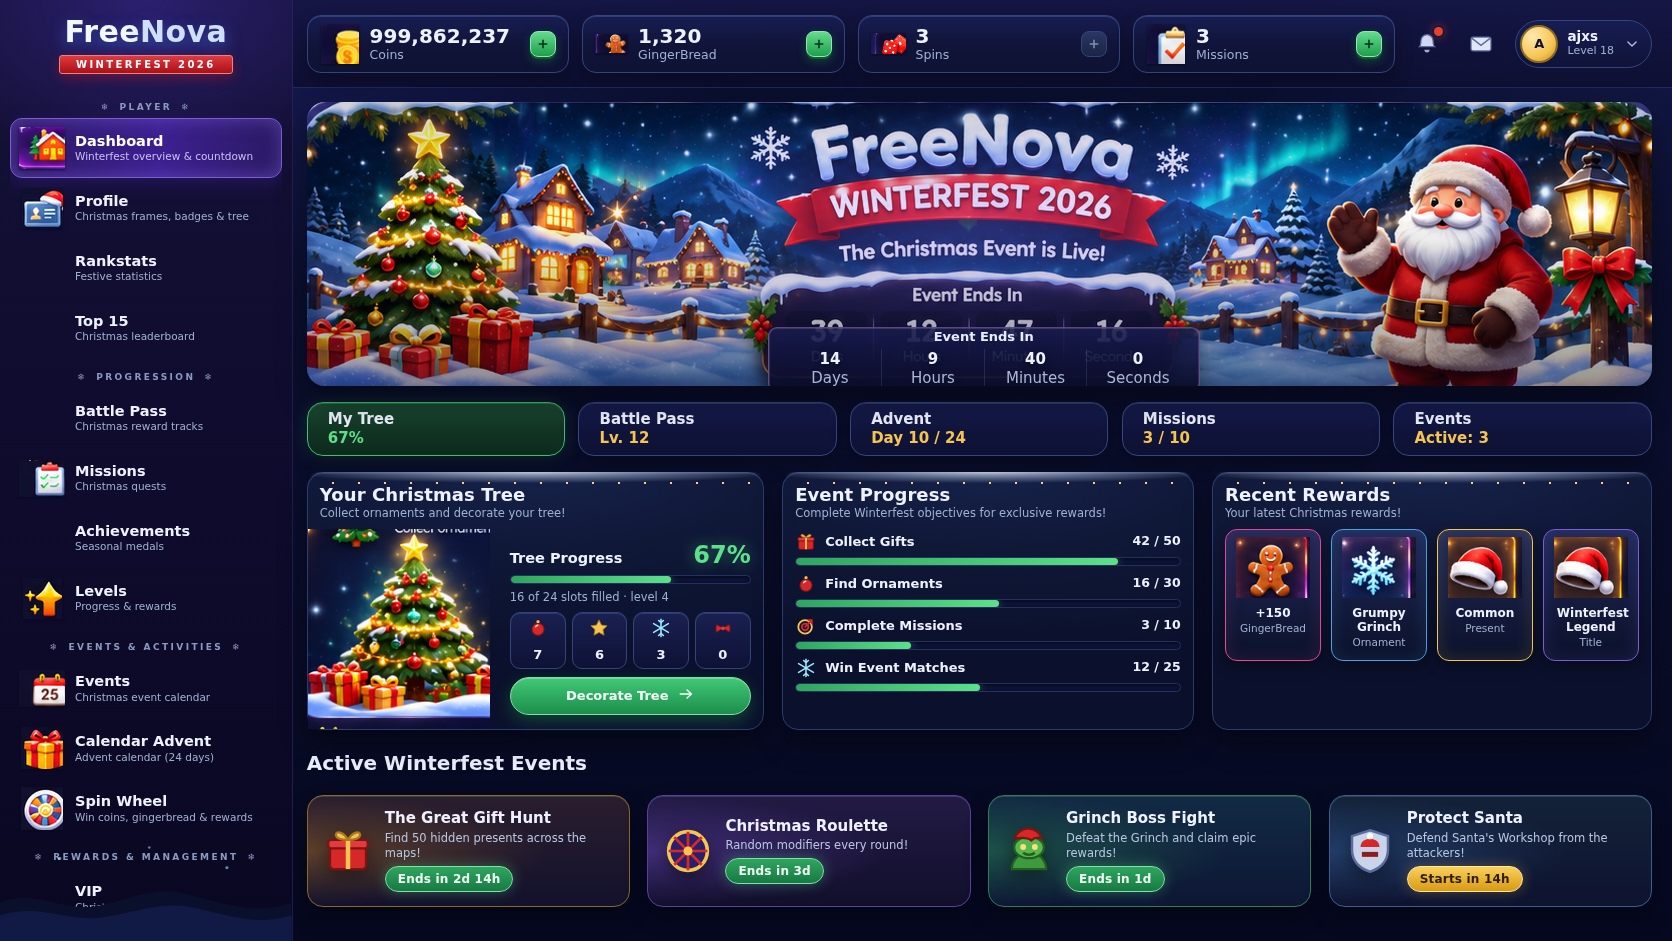 FreeNova
WINTERFEST 2026
PLAYER
Dashboard
Winterfest overview & countdown
Profile
Christmas frames, badges & tree
Rankstats
Festive statistics
Top 15
Christmas leaderboard
PROGRESSION
Battle Pass
Christmas reward tracks
Missions
Christmas quests
Achievements
Seasonal medals
Levels
Progress & rewards
EVENTS & ACTIVITIES
25
Events
Christmas event calendar
Calendar Advent
Advent calendar (24 days)
Spin Wheel
Win coins, gingerbread & rewards
REWARDS & MANAGEMENT
VIP
999,862,237
Coins
+
1,320
GingerBread
+
3
Spins
+
3
Missions
+
A
ajxs
Level 18
FreeNova
WINTERFEST 2026
The Christmas Event is Live!
Event Ends In
39 12 47 16
Event Ends In
14 9 40 0
Days Hours Minutes Seconds
My Tree
67%
Battle Pass
Lv. 12
Advent
Day 10 / 24
Missions
3 / 10
Events
Active: 3
Your Christmas Tree
Collect ornaments and decorate your tree!
Tree Progress 67%
16 of 24 slots filled · level 4
7 6 3 0
Decorate Tree →
Event Progress
Complete Winterfest objectives for exclusive rewards!
Collect Gifts 42 / 50
Find Ornaments 16 / 30
Complete Missions 3 / 10
Win Event Matches 12 / 25
Recent Rewards
Your latest Christmas rewards!
+150
GingerBread
Grumpy
Grinch
Ornament
Common
Present
Winterfest
Legend
Title
Active Winterfest Events
The Great Gift Hunt
Find 50 hidden presents across the
maps!
Ends in 2d 14h
Christmas Roulette
Random modifiers every round!
Ends in 3d
Grinch Boss Fight
Defeat the Grinch and claim epic
rewards!
Ends in 1d
Protect Santa
Defend Santa's Workshop from the
attackers!
Starts in 14h